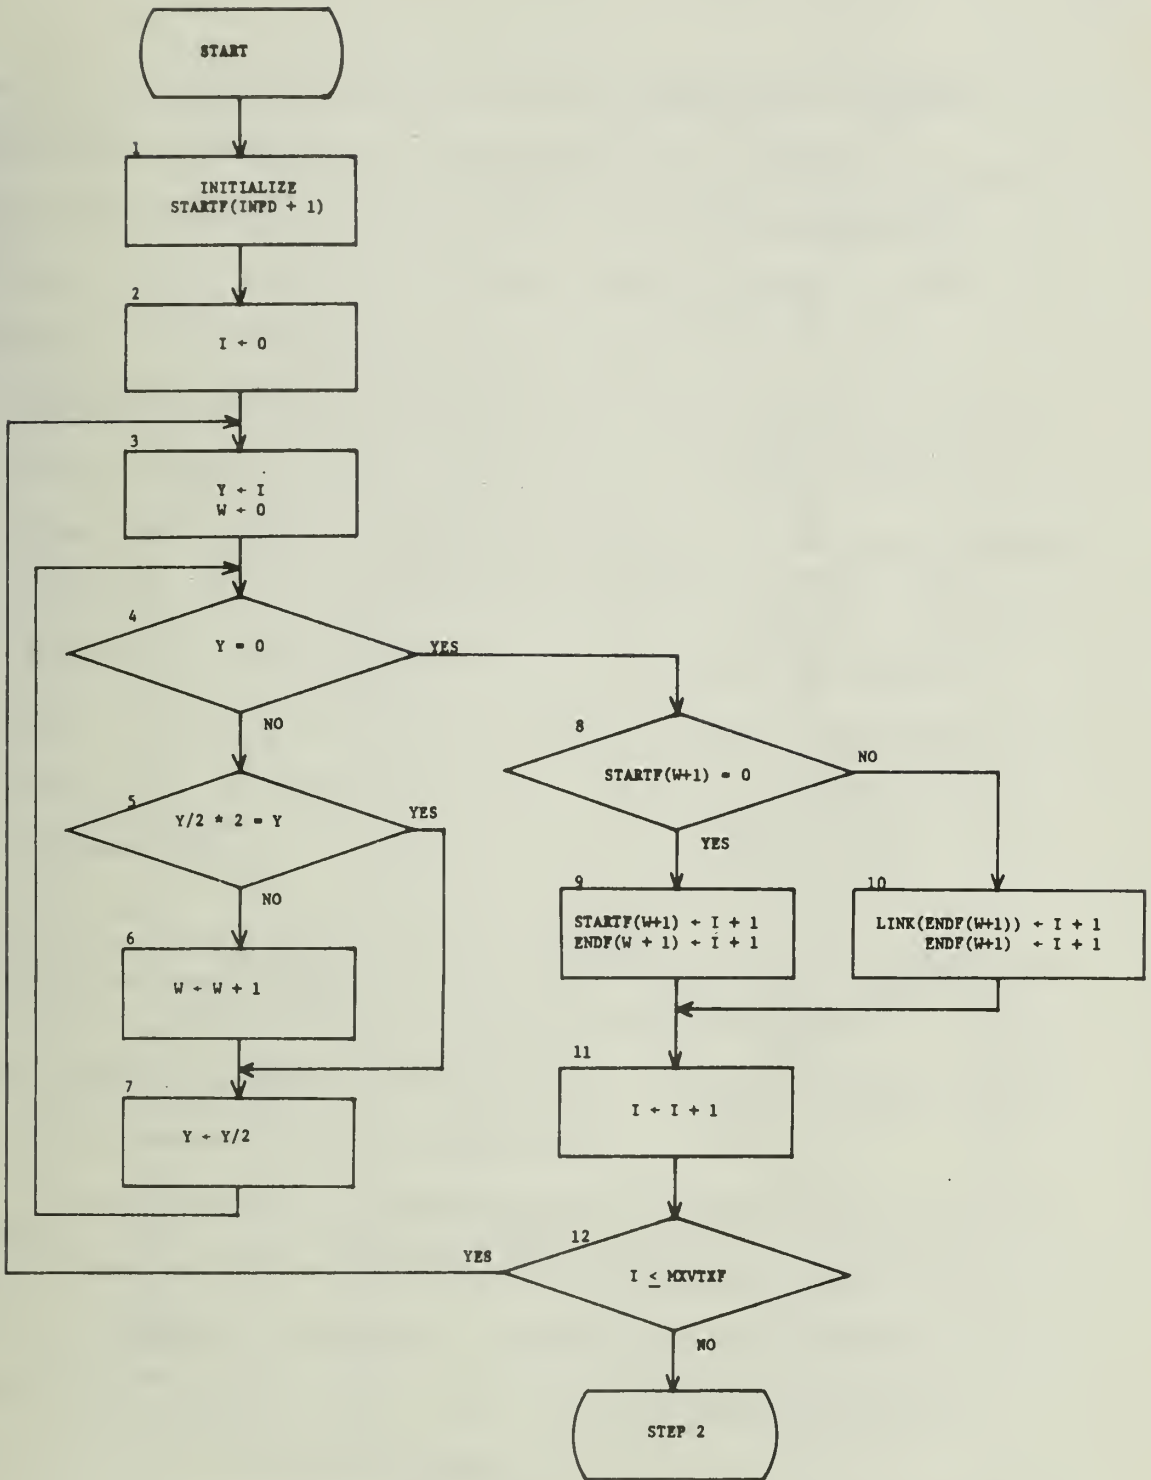 START
1
INITIALIZE
STARTF(INPD + 1)
2
I ← 0
3
Y ← I
W ← 0
4
Y = 0
YES
NO
5
Y/2 * 2 = Y
YES
NO
6
W ← W + 1
7
Y ← Y/2
8
STARTF(W+1) = 0
NO
YES
9
STARTF(W+1) ← I + 1
ENDF(W + 1) ← I + 1
10
LINK(ENDF(W+1)) ← I + 1
ENDF(W+1) ← I + 1
11
I ← I + 1
12
YES
I ≤ MXVTXF
NO
STEP 2